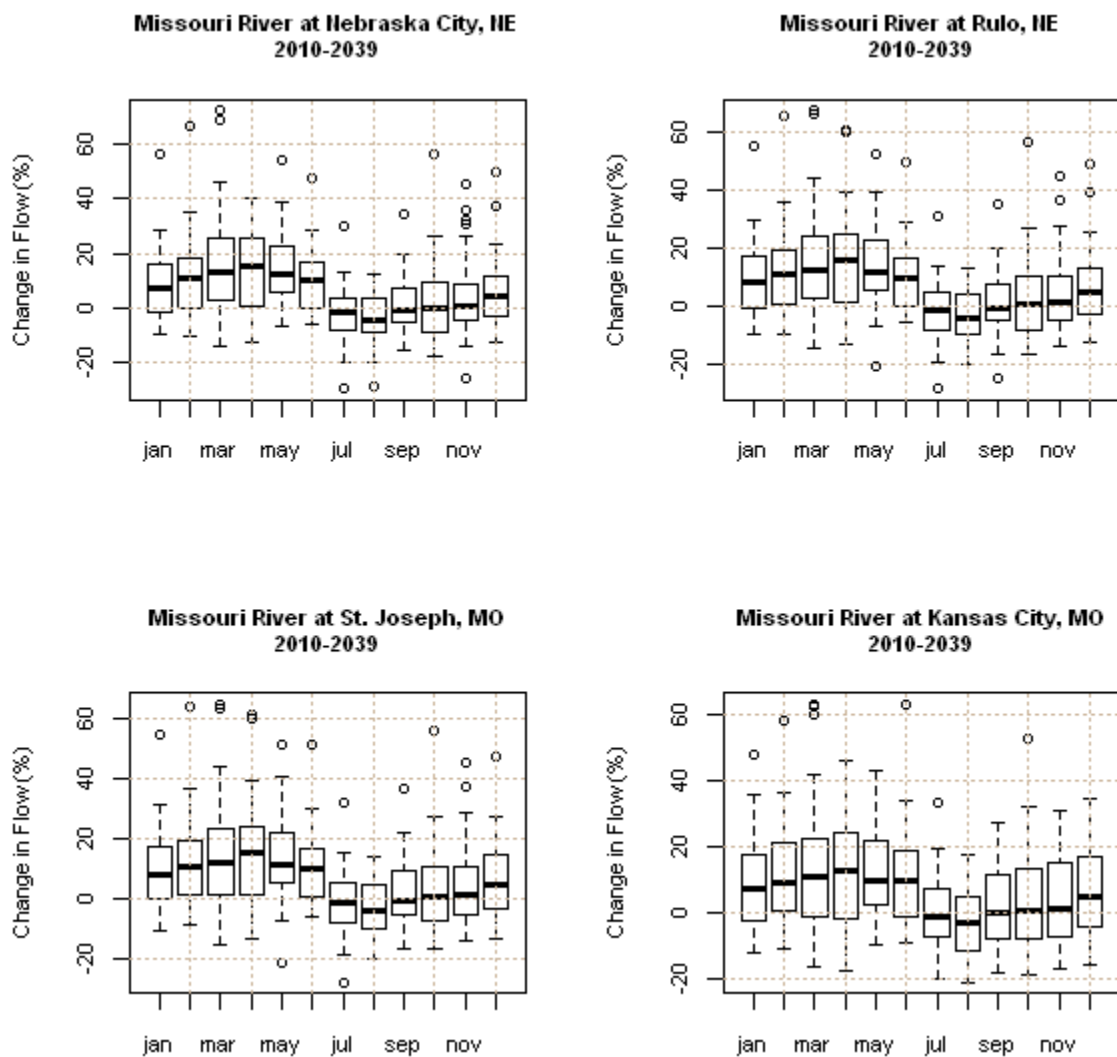 Missouri River at Nebraska City, NE
2010-2039
Change in Flow(%)
60
40
20
0
-20
jan mar may jul sep nov
Missouri River at Rulo, NE
2010-2039
Change in Flow(%)
60
40
20
0
-20
jan mar may jul sep nov
Missouri River at St. Joseph, MO
2010-2039
Change in Flow(%)
60
40
20
0
-20
jan mar may jul sep nov
Missouri River at Kansas City, MO
2010-2039
Change in Flow(%)
60
40
20
0
-20
jan mar may jul sep nov